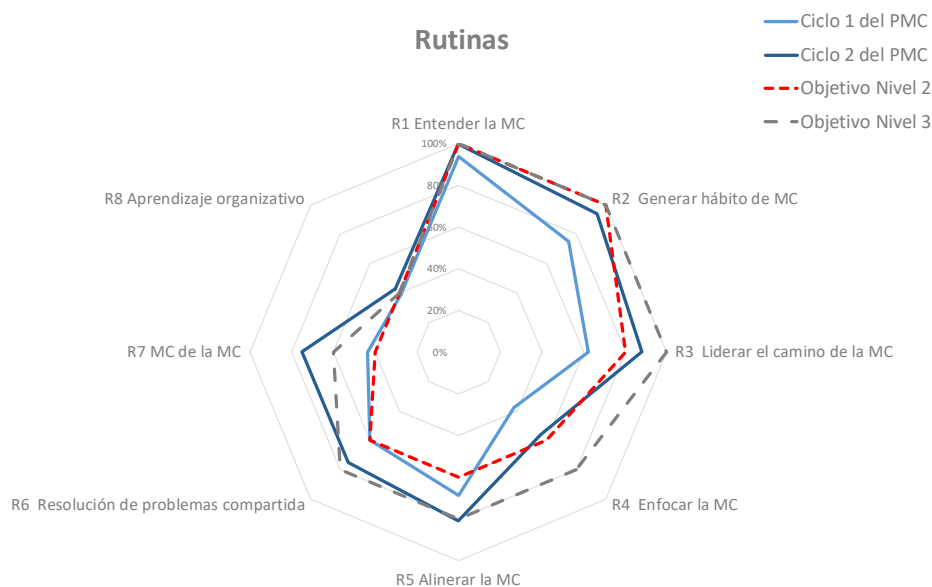 Rutinas
Ciclo 1 del PMC
Ciclo 2 del PMC
Objetivo Nivel 2
Objetivo Nivel 3
R1 Entender la MC
R2 Generar hábito de MC
R3 Liderar el camino de la MC
R4 Enfocar la MC
R5 Alinerar la MC
R6 Resolución de problemas compartida
R7 MC de la MC
R8 Aprendizaje organizativo
100%
80%
60%
40%
20%
0%